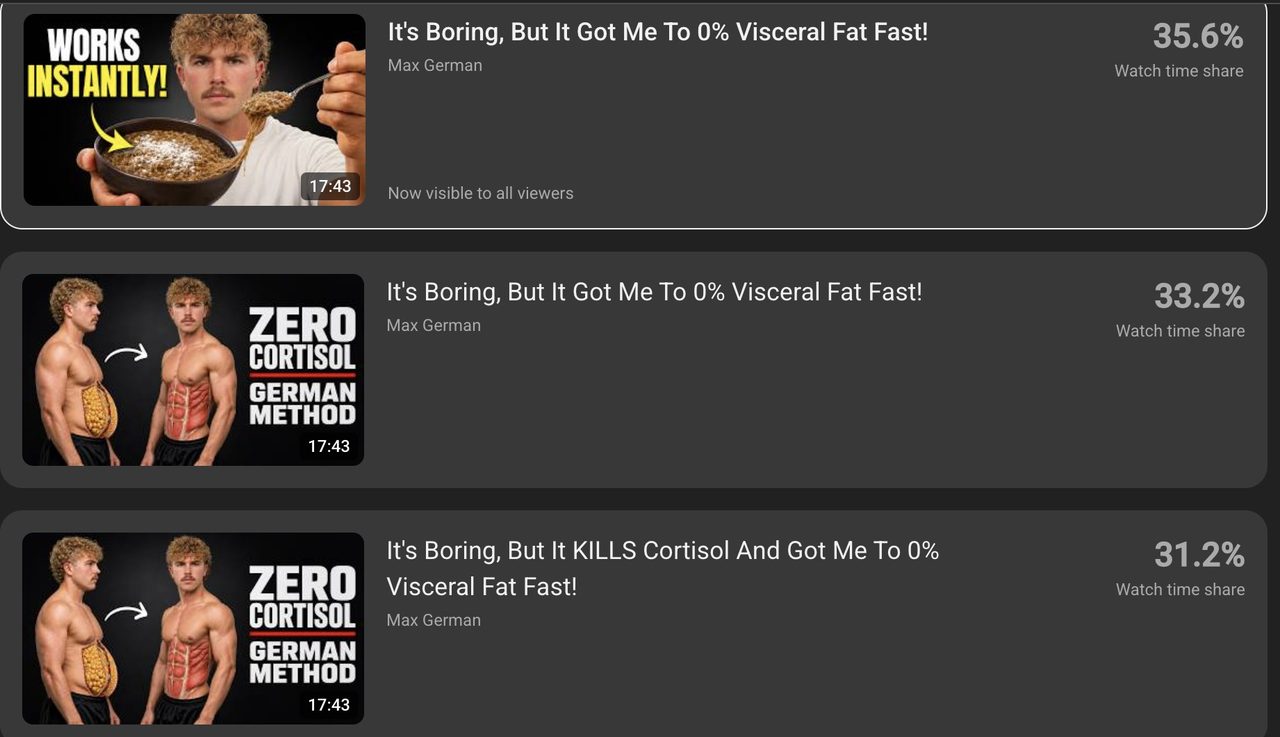 WORKS
INSTANTLY!
17:43
It's Boring, But It Got Me To 0% Visceral Fat Fast!
Max German
Now visible to all viewers
35.6%
Watch time share
ZERO
CORTISOL
GERMAN
METHOD
17:43
It's Boring, But It Got Me To 0% Visceral Fat Fast!
Max German
33.2%
Watch time share
ZERO
CORTISOL
GERMAN
METHOD
17:43
It's Boring, But It KILLS Cortisol And Got Me To 0%
Visceral Fat Fast!
Max German
31.2%
Watch time share